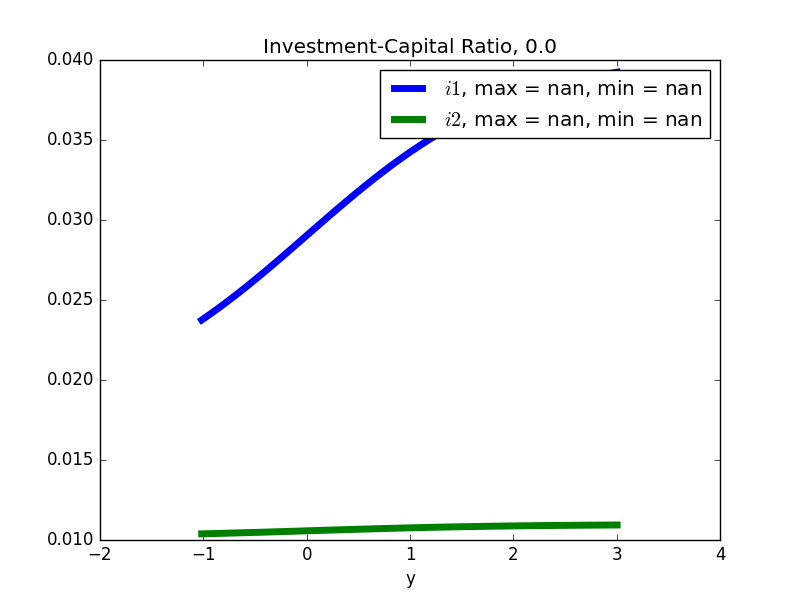 Investment-Capital Ratio, 0.0
0.040
i1, max = nan, min = nan
i2, max = nan, min = nan
0.035
0.030
0.025
0.020
0.015
0.010
−2 −1 0 1 2 3 4
y